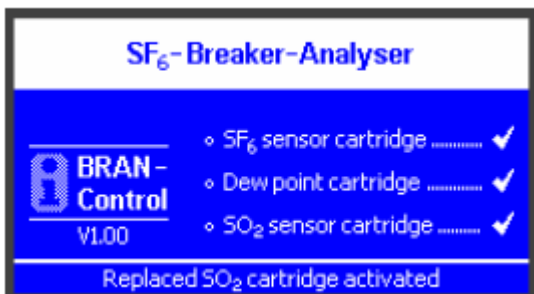 SF₆-Breaker-Analyser
BRAN-
Control
V1.00
◦ SF₆ sensor cartridge ........... ✔
◦ Dew point cartridge ............ ✔
◦ SO₂ sensor cartridge ......... ✔
Replaced SO₂ cartridge activated